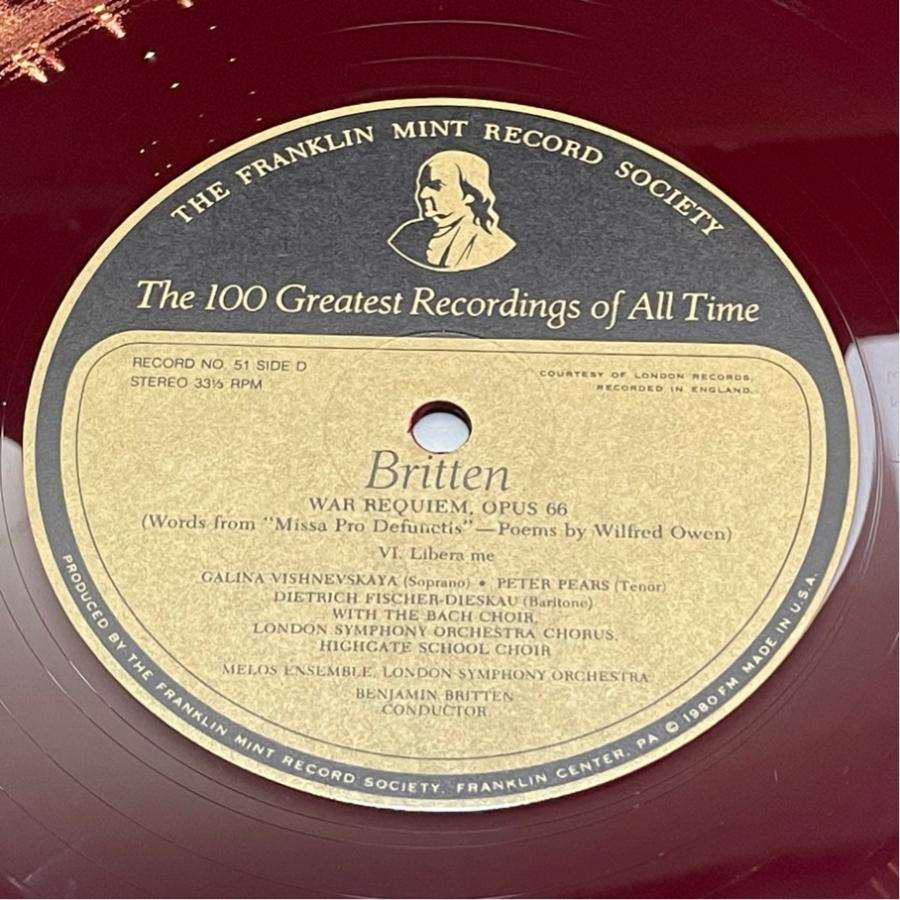 THE FRANKLIN MINT RECORD SOCIETY
The 100 Greatest Recordings of All Time
RECORD NO. 51 SIDE D
STEREO 33⅓ RPM
COURTESY OF LONDON RECORDS,
RECORDED IN ENGLAND.
Britten
WAR REQUIEM, OPUS 66
(Words from "Missa Pro Defunctis"—Poems by Wilfred Owen)
VI. Libera me
GALINA VISHNEVSKAYA (Soprano) • PETER PEARS (Tenor)
DIETRICH FISCHER-DIESKAU (Baritone)
WITH THE BACH CHOIR,
LONDON SYMPHONY ORCHESTRA CHORUS,
HIGHGATE SCHOOL CHOIR
MELOS ENSEMBLE, LONDON SYMPHONY ORCHESTRA
BENJAMIN BRITTEN
CONDUCTOR
PRODUCED BY THE FRANKLIN MINT RECORD SOCIETY, FRANKLIN CENTER, PA © 1980 FM MADE IN U.S.A.